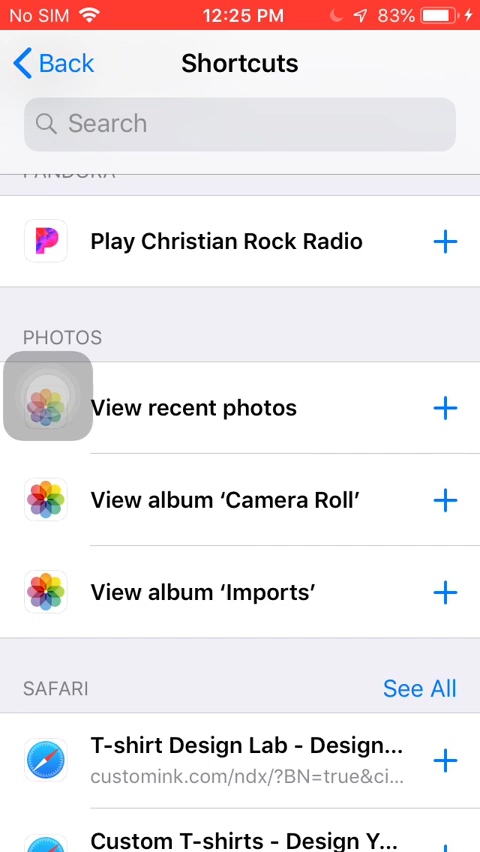 No SIM 12:25 PM 83%
Back Shortcuts
Search
PANDORA
Play Christian Rock Radio
PHOTOS
View recent photos
View album ‘Camera Roll’
View album ‘Imports’
SAFARI See All
T-shirt Design Lab - Design...
customink.com/ndx/?BN=true&ci...
Custom T-shirts - Design Y...